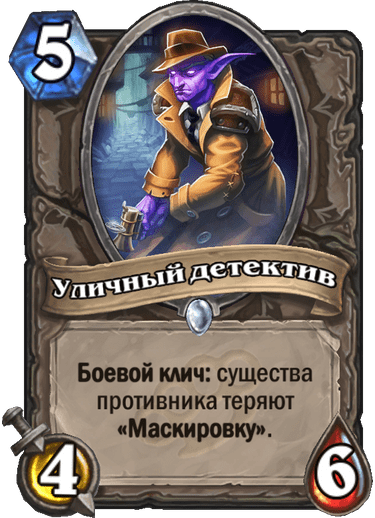 5
Уличный детектив
Боевой клич: существа
противника теряют
«Маскировку».
4
6